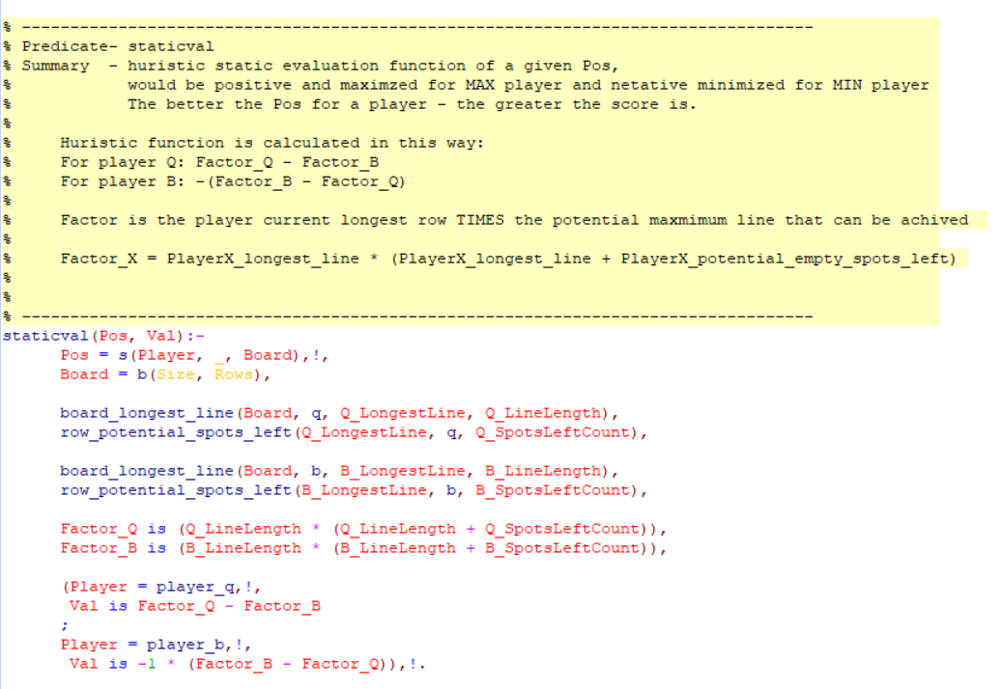 % ----------------------------------------------------------------------------------
% Predicate- staticval
% Summary  - huristic static evaluation function of a given Pos,
%            would be positive and maximzed for MAX player and netative minimized for MIN player
%            The better the Pos for a player - the greater the score is.
%
%     Huristic function is calculated in this way:
%     For player Q: Factor_Q - Factor_B
%     For player B: -(Factor_B - Factor_Q)
%
%     Factor is the player current longest row TIMES the potential maxmimum line that can be achived
%
%     Factor_X = PlayerX_longest_line * (PlayerX_longest_line + PlayerX_potential_empty_spots_left)
%
%
% ----------------------------------------------------------------------------------
staticval(Pos, Val):-
      Pos = s(Player, _, Board),!,
      Board = b(Size, Rows),

      board_longest_line(Board, q, Q_LongestLine, Q_LineLength),
      row_potential_spots_left(Q_LongestLine, q, Q_SpotsLeftCount),

      board_longest_line(Board, b, B_LongestLine, B_LineLength),
      row_potential_spots_left(B_LongestLine, b, B_SpotsLeftCount),

      Factor_Q is (Q_LineLength * (Q_LineLength + Q_SpotsLeftCount)),
      Factor_B is (B_LineLength * (B_LineLength + B_SpotsLeftCount)),

      (Player = player_q,!,
       Val is Factor_Q - Factor_B
      ;
      Player = player_b,!,
       Val is -1 * (Factor_B - Factor_Q)),!.